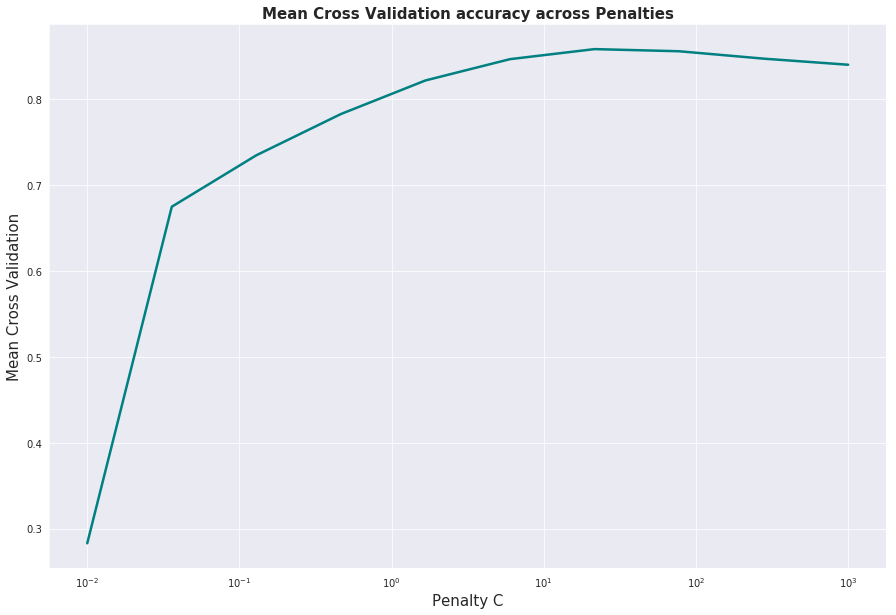 Mean Cross Validation accuracy across Penalties
Mean Cross Validation
0.8
0.7
0.6
0.5
0.4
0.3
10⁻² 10⁻¹ 10⁰ 10¹ 10² 10³
Penalty C